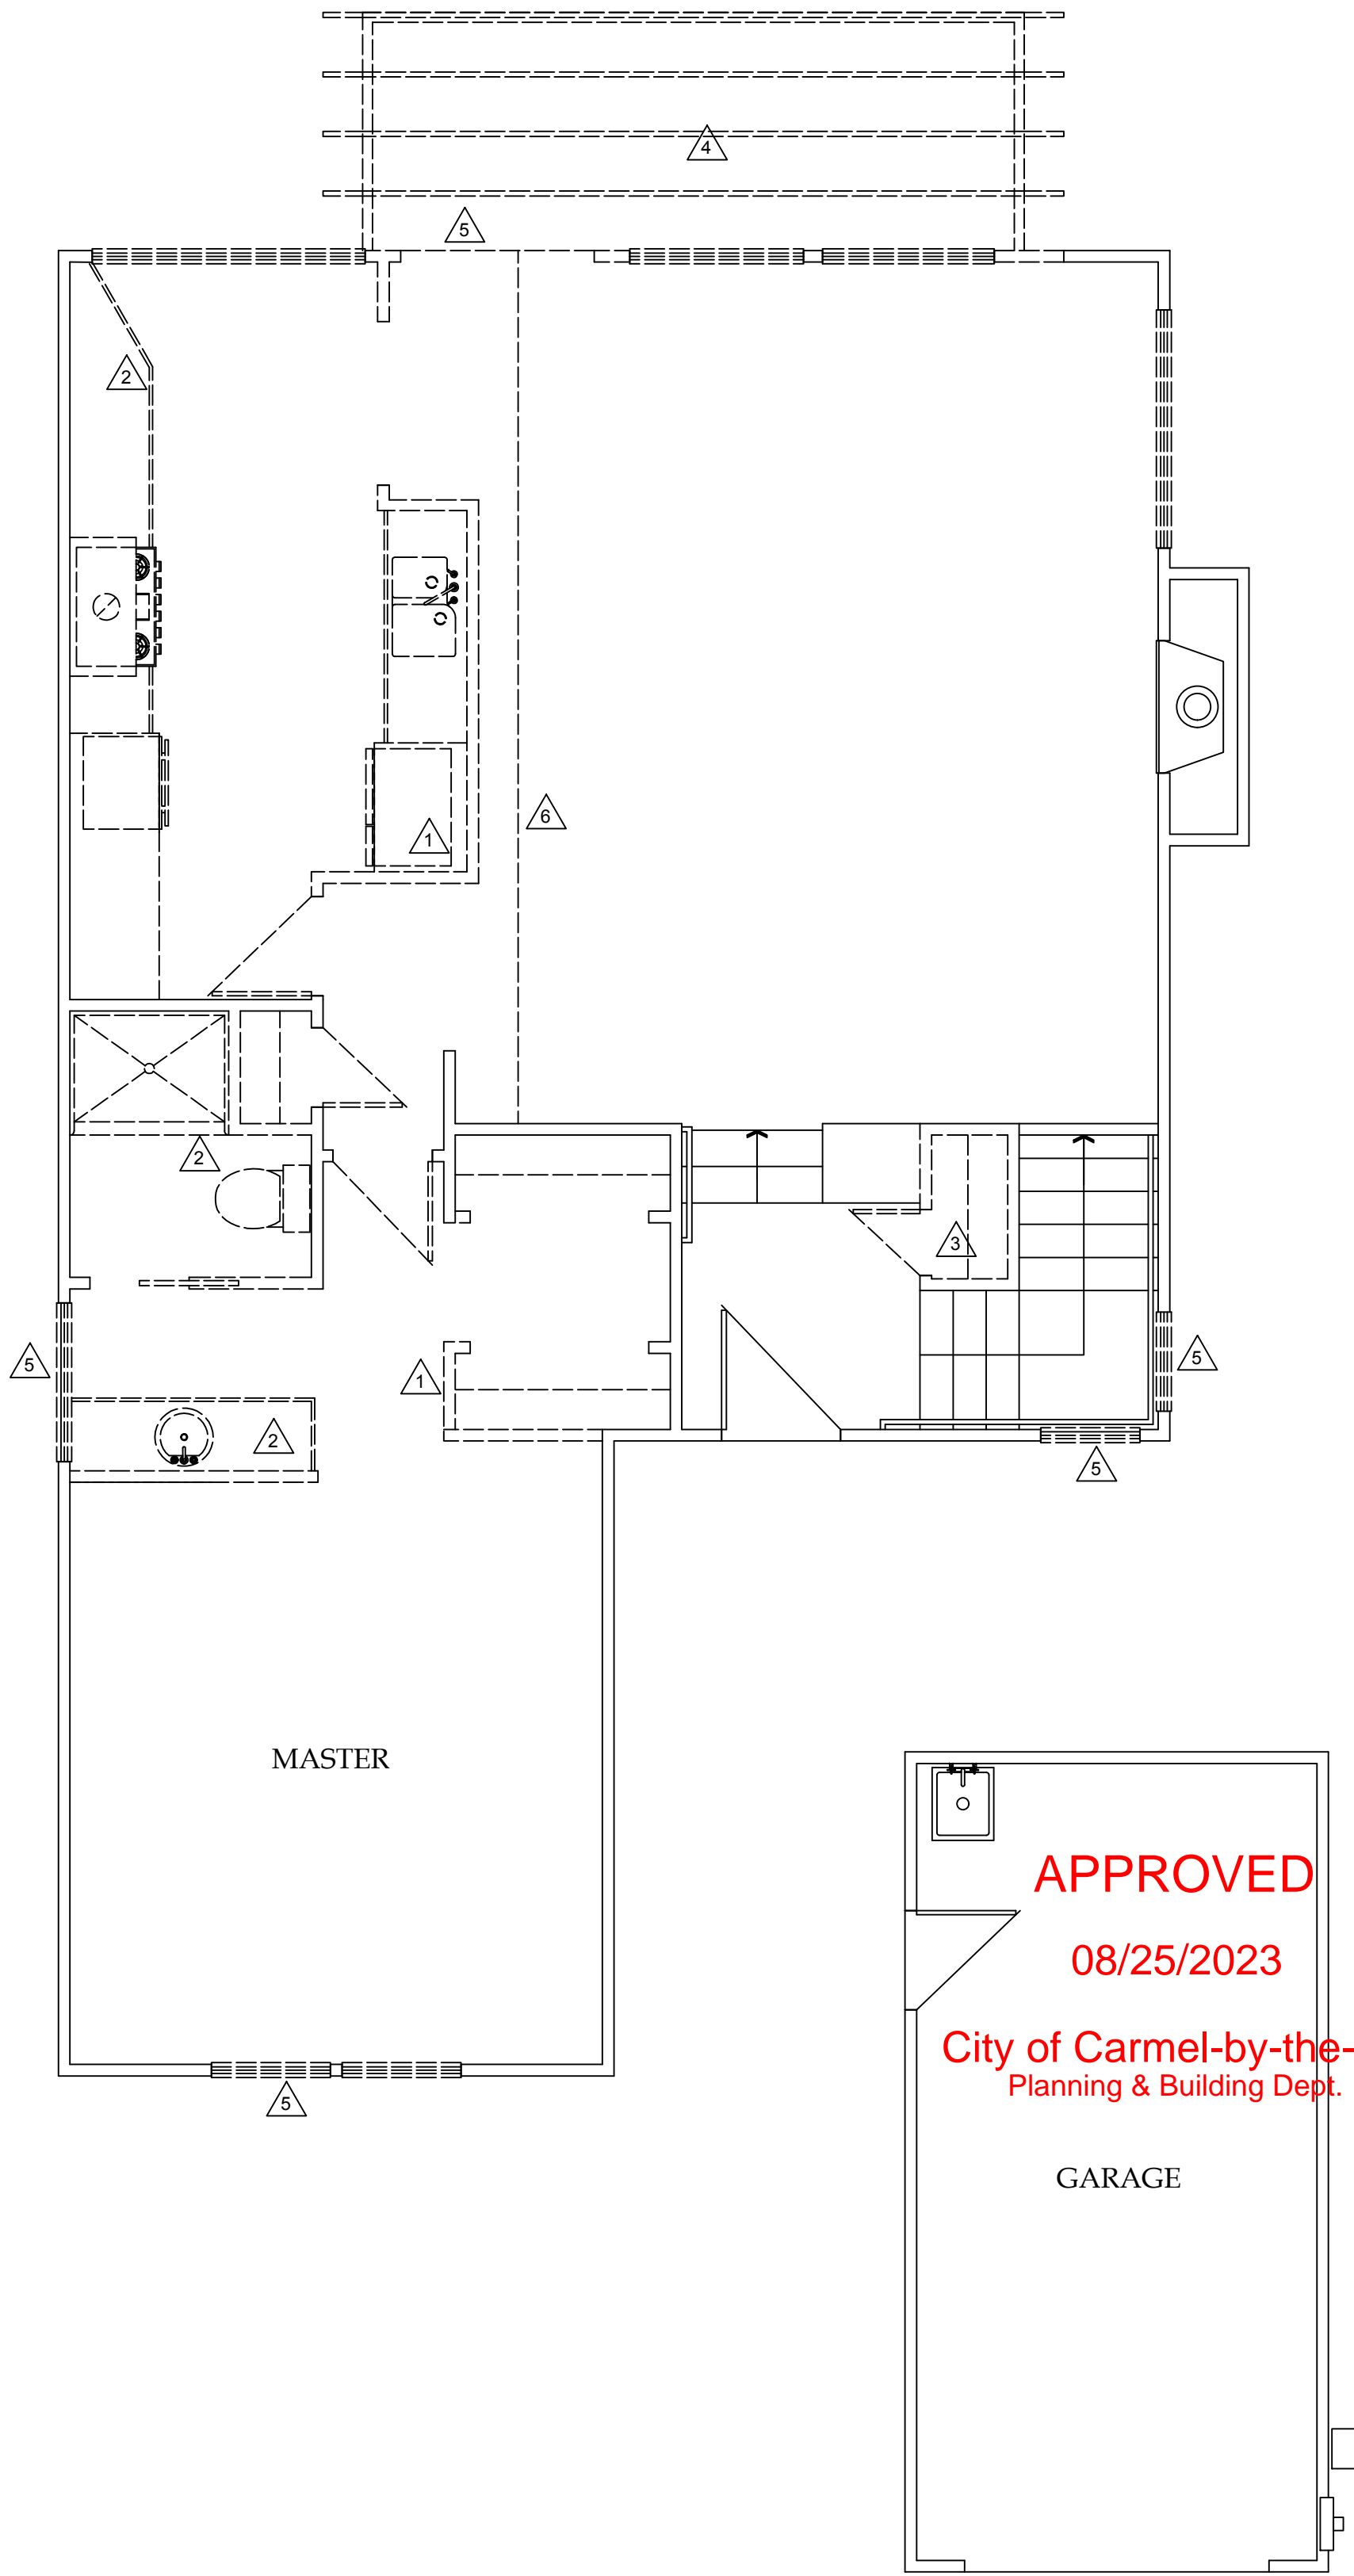 4
5
2
6
1
2
3
5
1
5
2
5
MASTER
APPROVED
08/25/2023
City of Carmel-by-the-
Planning & Building Dept.
5
GARAGE